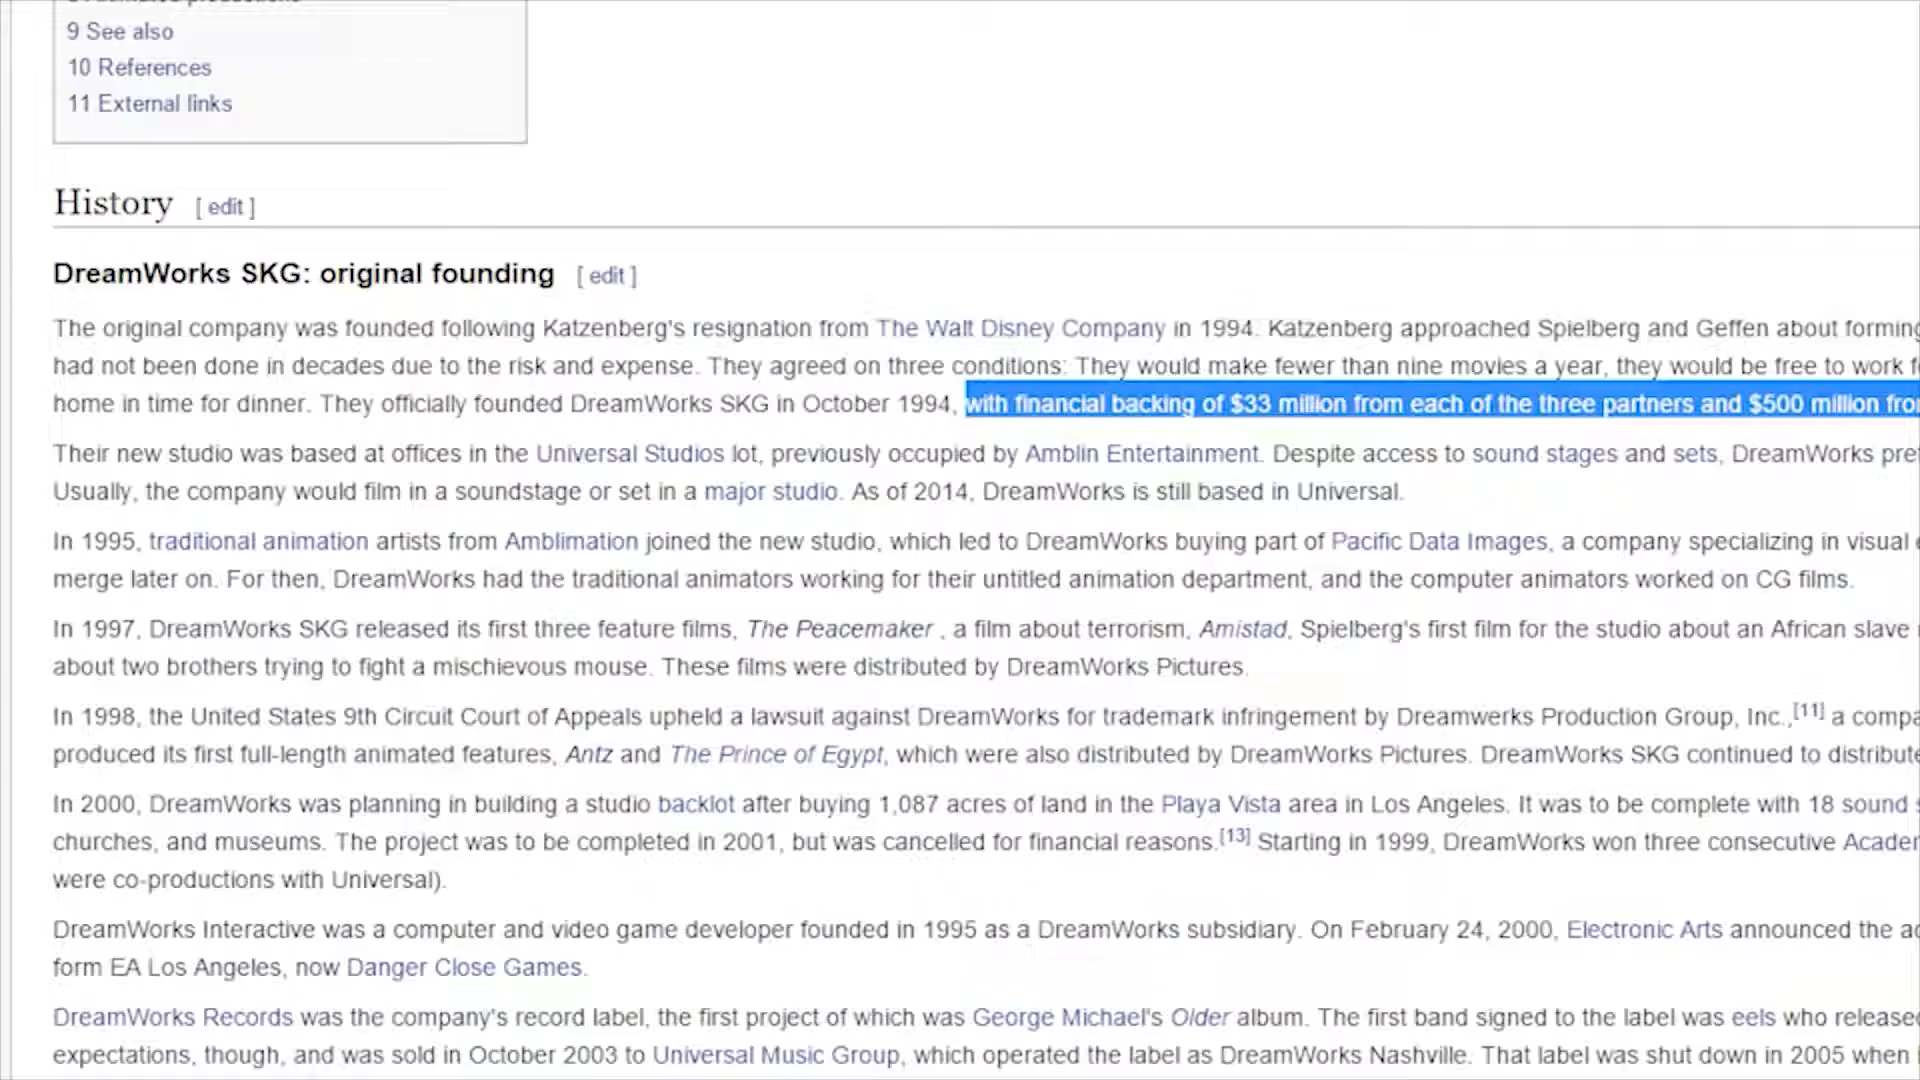 9 See also
10 References
11 External links
History [ edit ]
DreamWorks SKG: original founding [ edit ]
The original company was founded following Katzenberg's resignation from The Walt Disney Company in 1994. Katzenberg approached Spielberg and Geffen about forming
had not been done in decades due to the risk and expense. They agreed on three conditions: They would make fewer than nine movies a year, they would be free to work f
home in time for dinner. They officially founded DreamWorks SKG in October 1994, with financial backing of $33 million from each of the three partners and $500 million fro
Their new studio was based at offices in the Universal Studios lot, previously occupied by Amblin Entertainment. Despite access to sound stages and sets, DreamWorks pre
Usually, the company would film in a soundstage or set in a major studio. As of 2014, DreamWorks is still based in Universal.
In 1995, traditional animation artists from Amblimation joined the new studio, which led to DreamWorks buying part of Pacific Data Images, a company specializing in visual
merge later on. For then, DreamWorks had the traditional animators working for their untitled animation department, and the computer animators worked on CG films.
In 1997, DreamWorks SKG released its first three feature films, The Peacemaker , a film about terrorism, Amistad, Spielberg's first film for the studio about an African slave
about two brothers trying to fight a mischievous mouse. These films were distributed by DreamWorks Pictures.
In 1998, the United States 9th Circuit Court of Appeals upheld a lawsuit against DreamWorks for trademark infringement by Dreamwerks Production Group, Inc.,[11] a compa
produced its first full-length animated features, Antz and The Prince of Egypt, which were also distributed by DreamWorks Pictures. DreamWorks SKG continued to distribute
In 2000, DreamWorks was planning in building a studio backlot after buying 1,087 acres of land in the Playa Vista area in Los Angeles. It was to be complete with 18 sound
churches, and museums. The project was to be completed in 2001, but was cancelled for financial reasons.[13] Starting in 1999, DreamWorks won three consecutive Acader
were co-productions with Universal).
DreamWorks Interactive was a computer and video game developer founded in 1995 as a DreamWorks subsidiary. On February 24, 2000, Electronic Arts announced the ac
form EA Los Angeles, now Danger Close Games.
DreamWorks Records was the company's record label, the first project of which was George Michael's Older album. The first band signed to the label was eels who released
expectations, though, and was sold in October 2003 to Universal Music Group, which operated the label as DreamWorks Nashville. That label was shut down in 2005 when